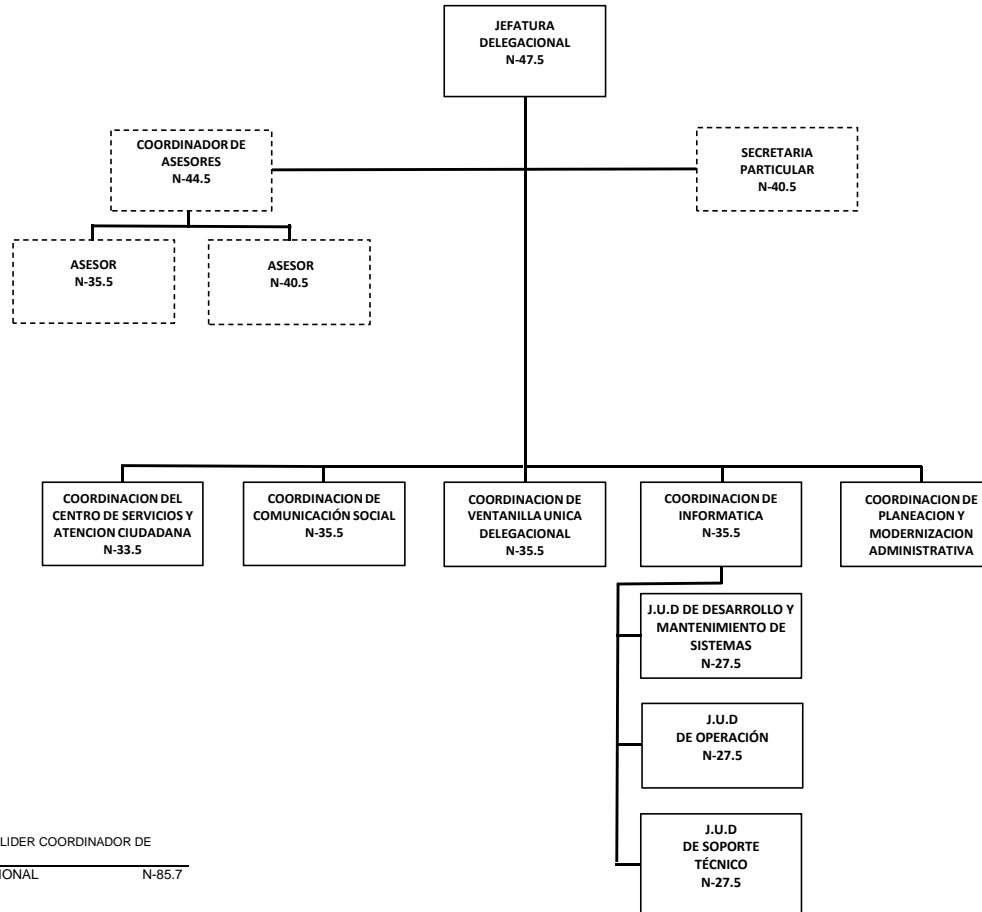 JEFATURA
DELEGACIONAL
N-47.5
COORDINADOR DE
ASESORES
N-44.5
SECRETARIA
PARTICULAR
N-40.5
ASESOR
N-35.5
ASESOR
N-40.5
COORDINACION DEL
CENTRO DE SERVICIOS Y
ATENCION CIUDADANA
N-33.5
COORDINACION DE
COMUNICACIÓN SOCIAL
N-35.5
COORDINACION DE
VENTANILLA UNICA
DELEGACIONAL
N-35.5
COORDINACION DE
INFORMATICA
N-35.5
COORDINACION DE
PLANEACION Y
MODERNIZACION
ADMINISTRATIVA
J.U.D DE DESARROLLO Y
MANTENIMIENTO DE
SISTEMAS
N-27.5
J.U.D
DE OPERACIÓN
N-27.5
J.U.D
DE SOPORTE
TÉCNICO
N-27.5
LIDER COORDINADOR DE
IONAL N-85.7